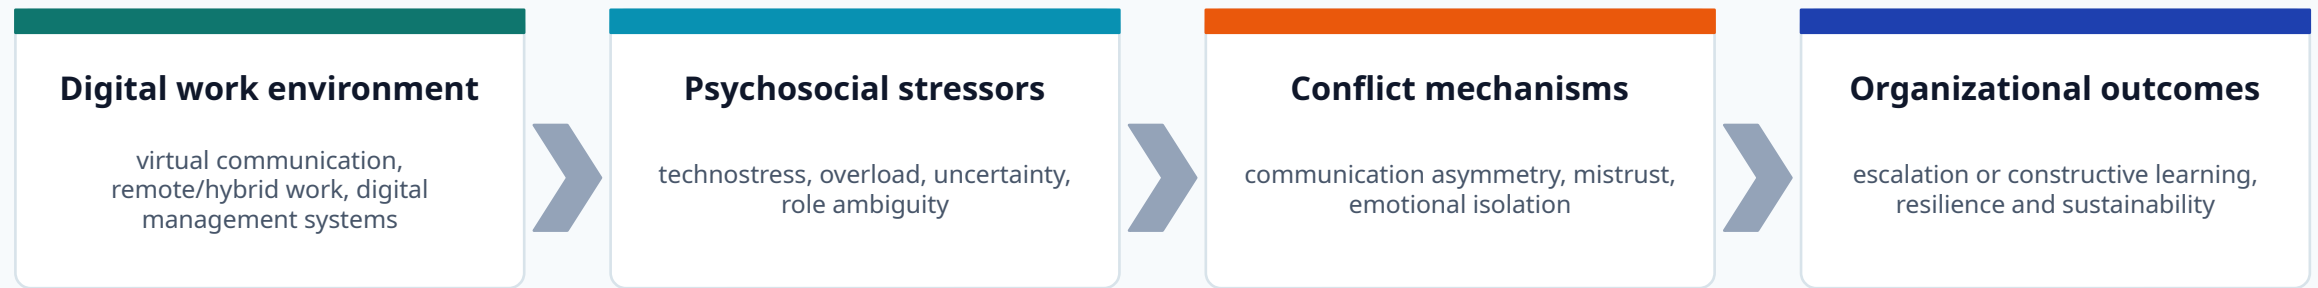 Digital work environment
virtual communication,
remote/hybrid work, digital
management systems
Psychosocial stressors
technostress, overload, uncertainty,
role ambiguity
Conflict mechanisms
communication asymmetry, mistrust,
emotional isolation
Organizational outcomes
escalation or constructive learning,
resilience and sustainability